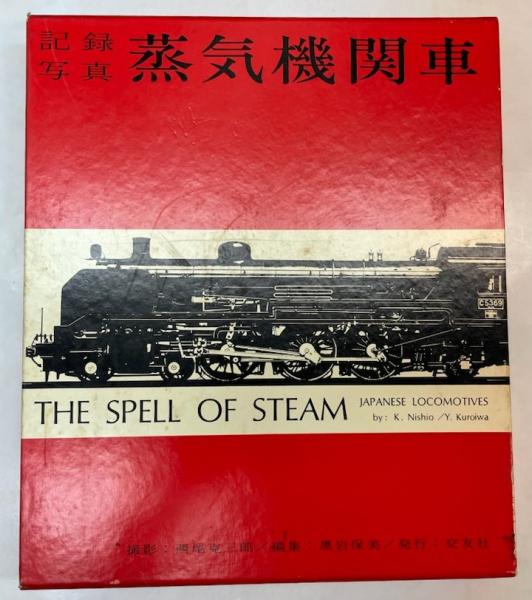 記録写真 蒸気機関車
C5369
THE SPELL OF STEAM JAPANESE LOCOMOTIVES
by: K. Nishio /Y. Kuroiwa
撮影:西尾克三郎/編集:黒岩保美/発行:交友社